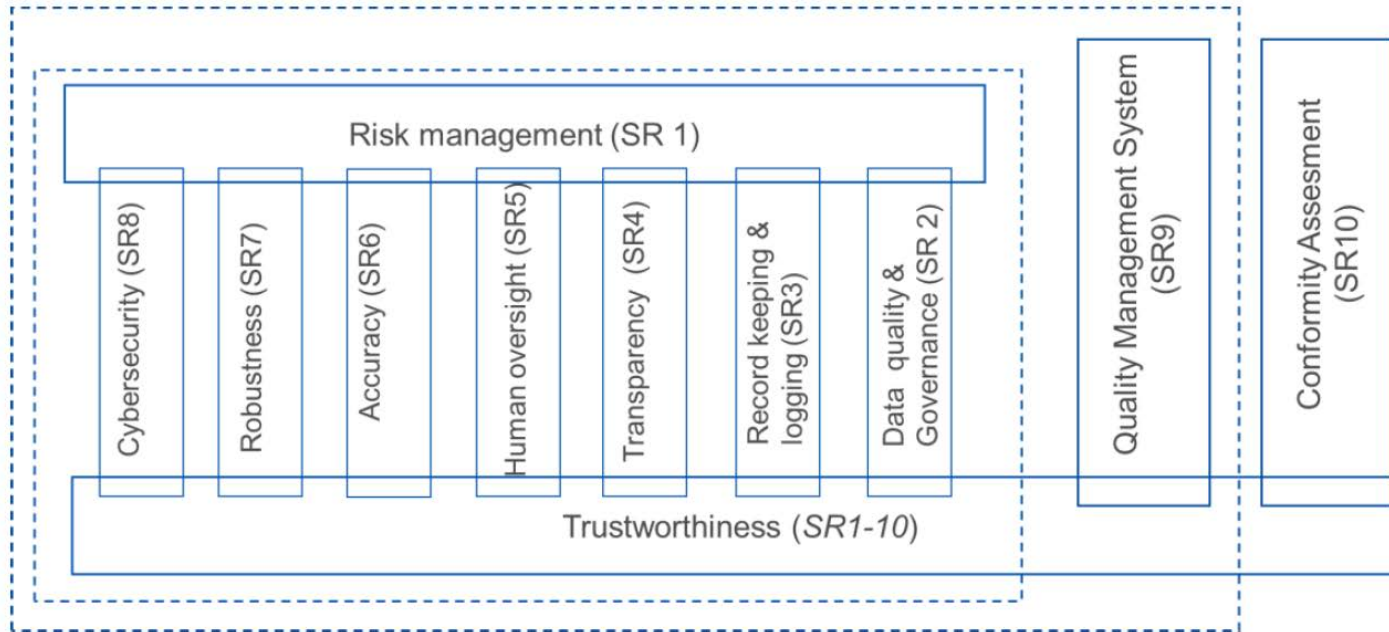 Risk management (SR 1)
Cybersecurity (SR8)
Robustness (SR7)
Accuracy (SR6)
Human oversight (SR5)
Transparency (SR4)
Record keeping &
logging (SR3)
Data quality &
Governance (SR 2)
Quality Management System
(SR9)
Conformity Assesment
(SR10)
Trustworthiness (SR1-10)